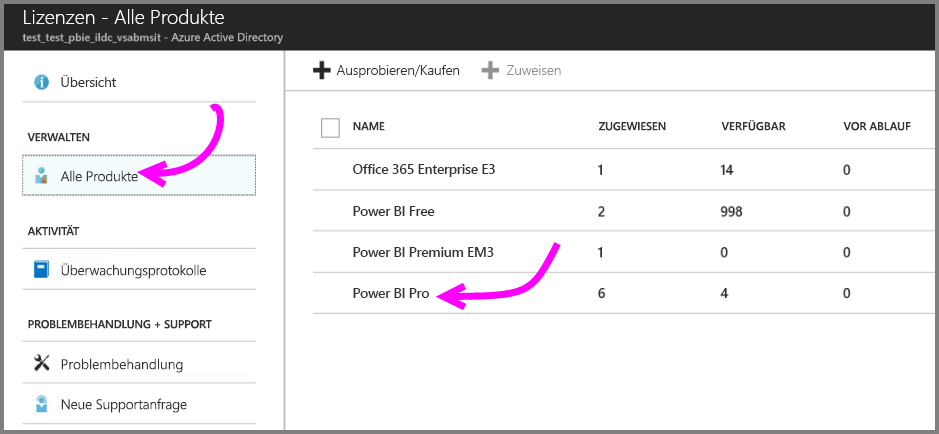 Lizenzen - Alle Produkte
test_test_pbie_ildc_vsabmsit - Azure Active Directory
Übersicht
VERWALTEN
Alle Produkte
AKTIVITÄT
Überwachungsprotokolle
PROBLEMBEHANDLUNG + SUPPORT
Problembehandlung
Neue Supportanfrage
Ausprobieren/Kaufen Zuweisen
NAME ZUGEWIESEN VERFÜGBAR VOR ABLAUF
Office 365 Enterprise E3 1 14 0
Power BI Free 2 998 0
Power BI Premium EM3 1 0 0
Power BI Pro 6 4 0